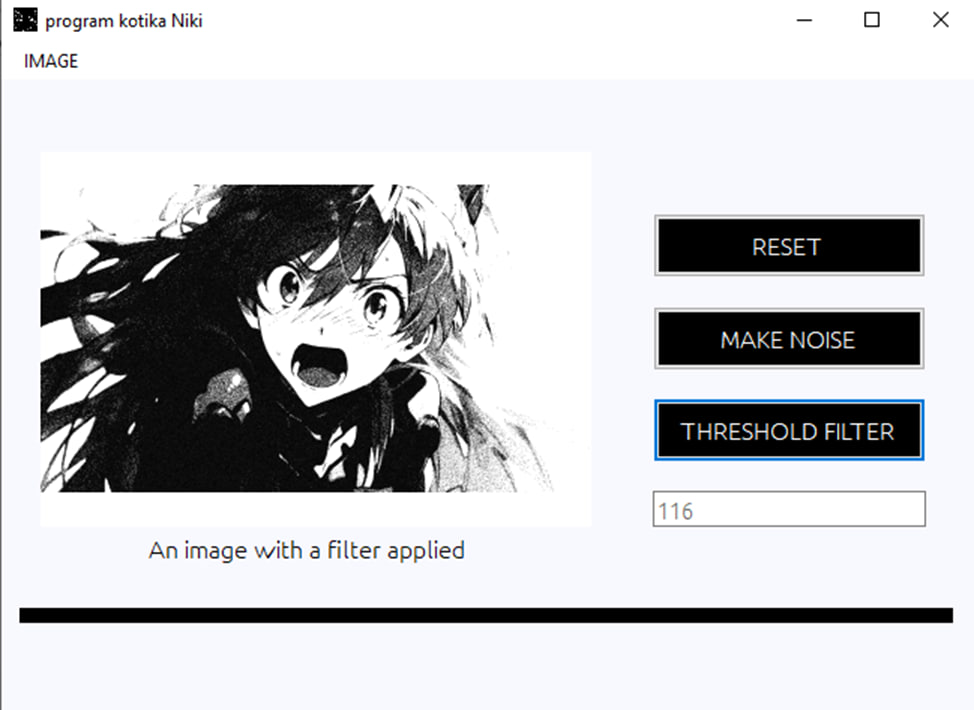 program kotika Niki
IMAGE
RESET
MAKE NOISE
THRESHOLD FILTER
116
An image with a filter applied